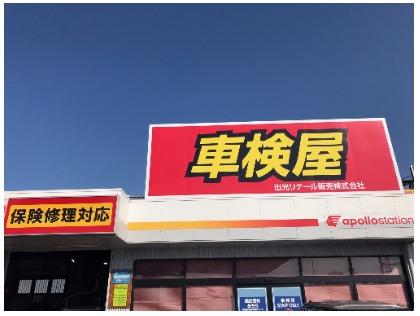 車検屋
出光リテール販売株式会社
保険修理対応
apollostation